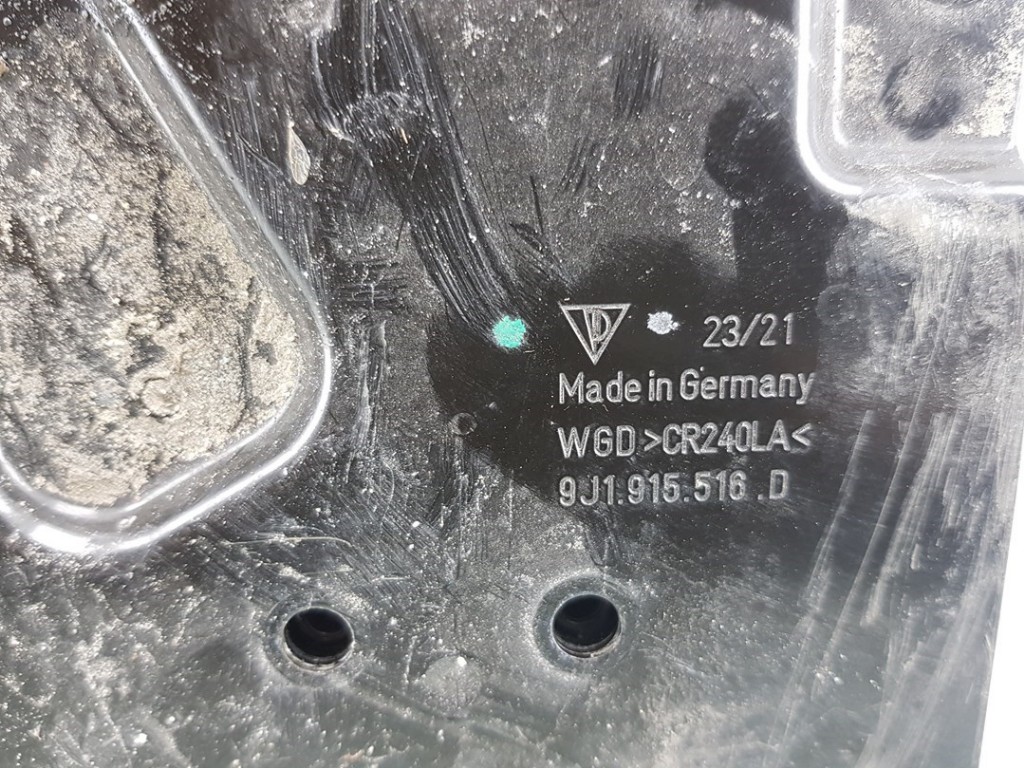 23/21
Made in Germany
WGD >CR240LA<
9J1.915.516.D